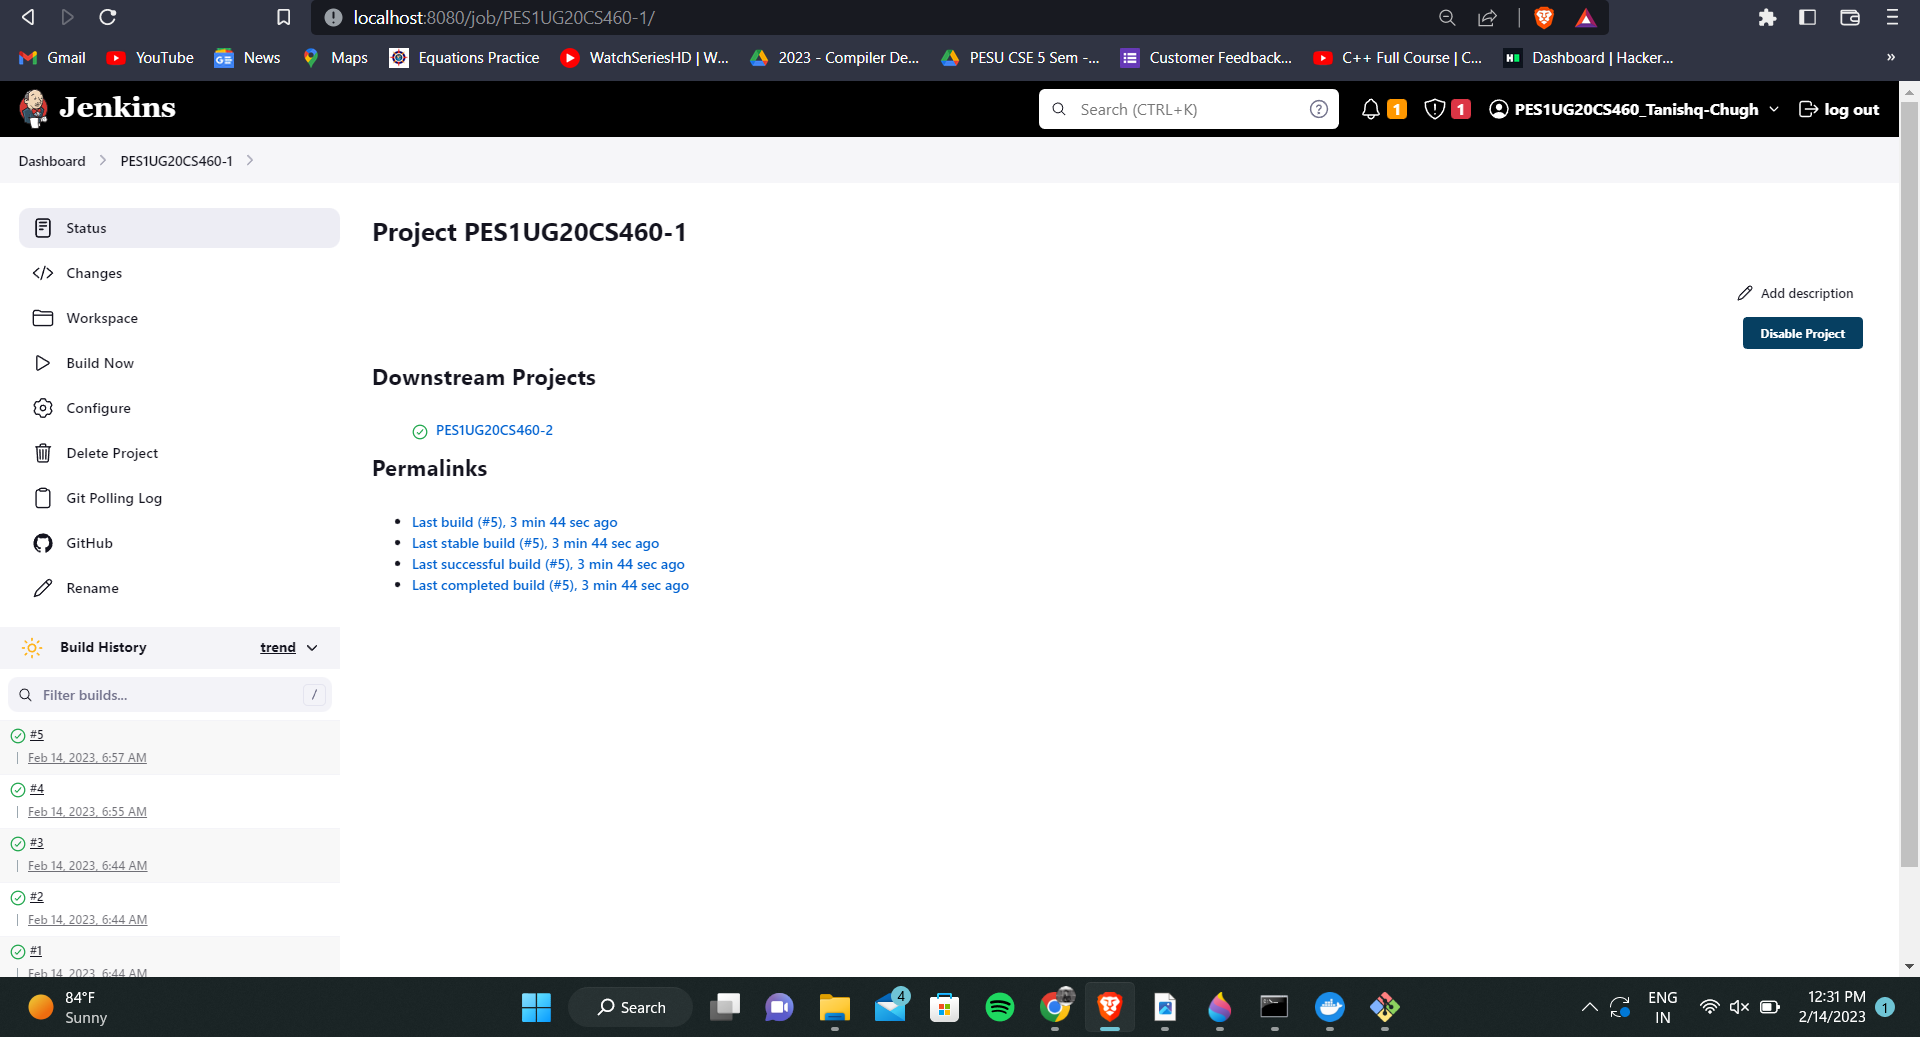 localhost:8080/job/PES1UG20CS460-1/
Gmail
YouTube
News
Maps
Equations Practice
WatchSeriesHD | W...
2023 - Compiler De...
PESU CSE 5 Sem -...
Customer Feedback...
C++ Full Course | C...
Dashboard | Hacker...
»
Jenkins
Search (CTRL+K)
1
1
PES1UG20CS460_Tanishq-Chugh
log out
Dashboard
PES1UG20CS460-1
Status
Changes
Workspace
Build Now
Configure
Delete Project
Git Polling Log
GitHub
Rename
Build History
trend
Filter builds...
/
#5
Feb 14, 2023, 6:57 AM
#4
Feb 14, 2023, 6:55 AM
#3
Feb 14, 2023, 6:44 AM
#2
Feb 14, 2023, 6:44 AM
#1
Feb 14, 2023, 6:44 AM
Project PES1UG20CS460-1
Add description
Disable Project
Downstream Projects
PES1UG20CS460-2
Permalinks
Last build (#5), 3 min 44 sec ago
Last stable build (#5), 3 min 44 sec ago
Last successful build (#5), 3 min 44 sec ago
Last completed build (#5), 3 min 44 sec ago
84°F
Sunny
Search
4
ENG
IN
12:31 PM
2/14/2023
1